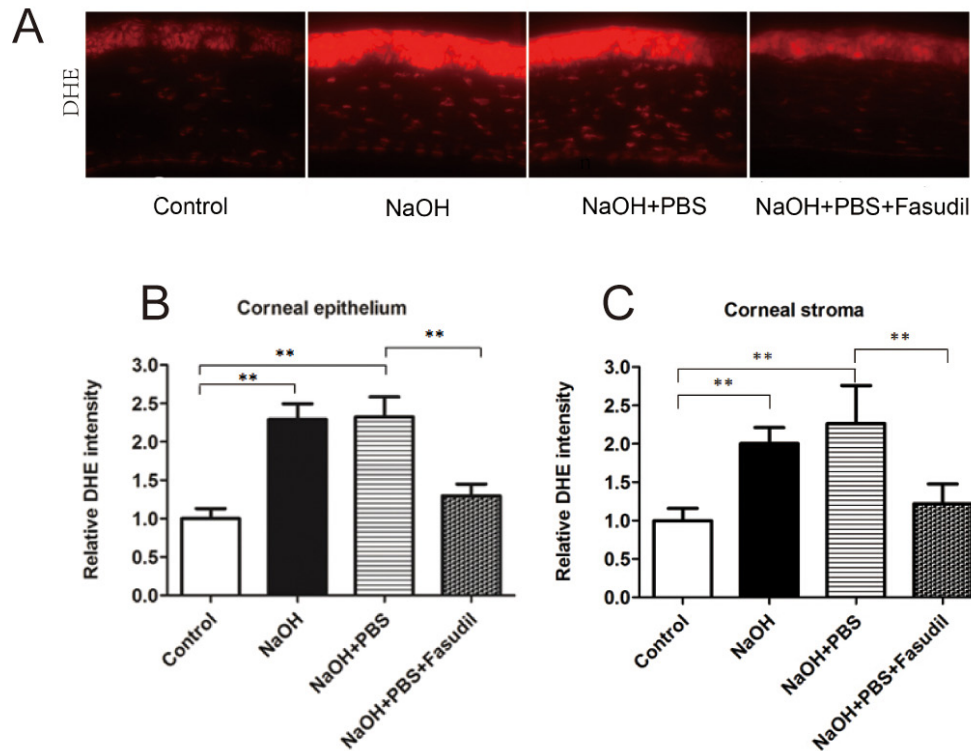 A
DHE
Control
NaOH
NaOH+PBS
NaOH+PBS+Fasudil
n
B
Corneal epithelium
**
**
**
Relative DHE intensity
3.0
2.5
2.0
1.5
1.0
0.5
0.0
Control
NaOH
NaOH+PBS
NaOH+PBS+Fasudil
C
Corneal stroma
**
**
**
Relative DHE intensity
3.0
2.5
2.0
1.5
1.0
0.5
0.0
Control
NaOH
NaOH+PBS
NaOH+PBS+Fasudil